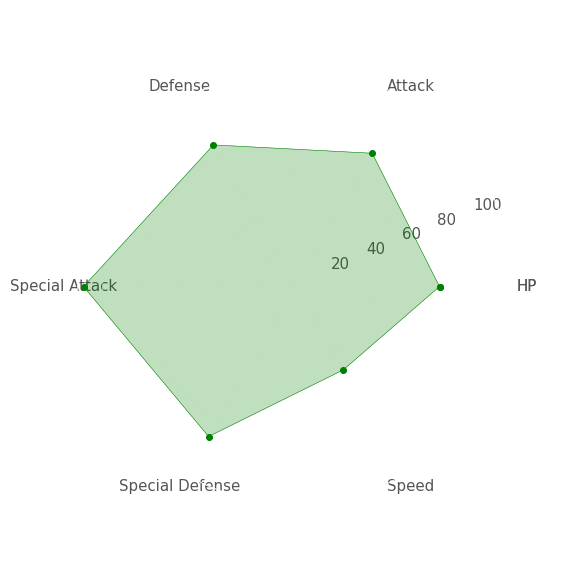 Defense
Attack
100
80
60
40
20
Special Attack
HP
Special Defense
Speed